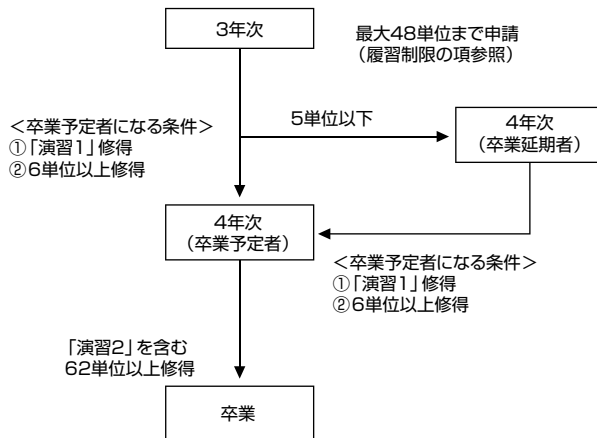 3年次
最大48単位まで申請
（履習制限の項参照）
＜卒業予定者になる条件＞
①「演習1」修得
②6単位以上修得
5単位以下
4年次
（卒業延期者）
4年次
（卒業予定者）
＜卒業予定者になる条件＞
①「演習1」修得
②6単位以上修得
「演習2」を含む
62単位以上修得
卒業